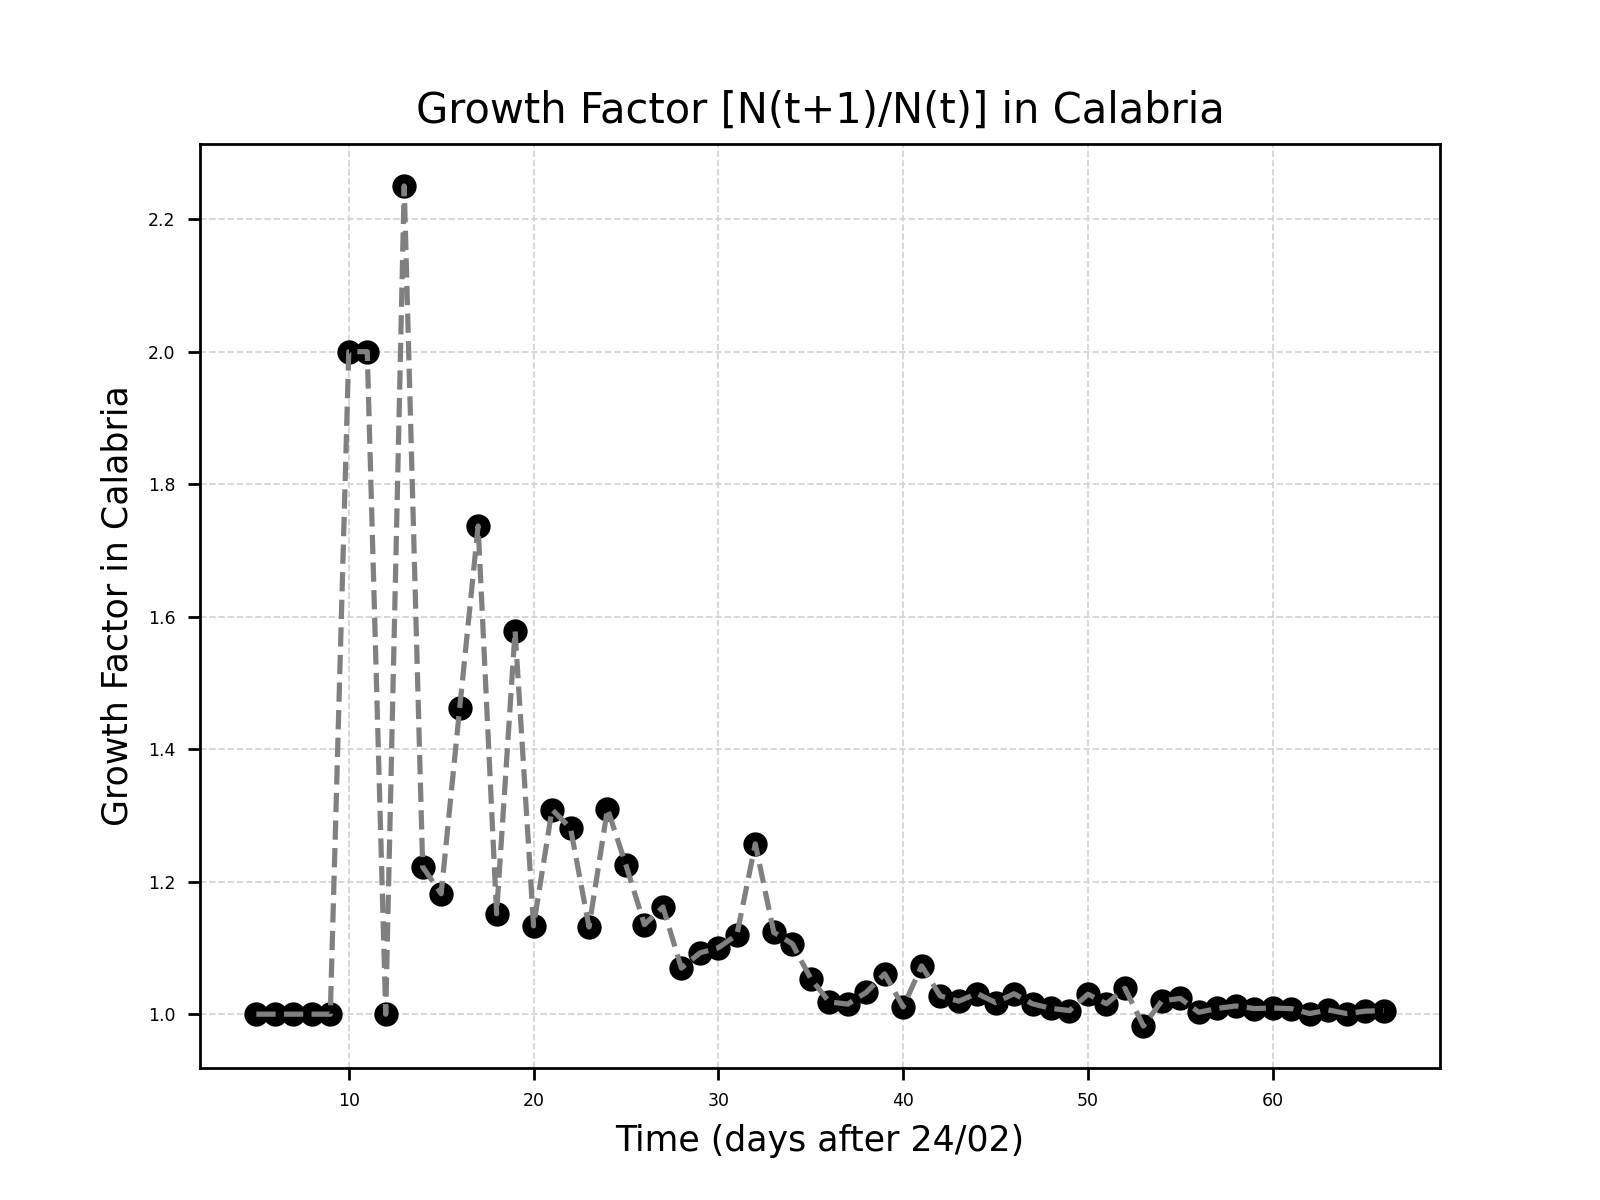 Growth Factor [N(t+1)/N(t)] in Calabria
Growth Factor in Calabria
2.2
2.0
1.8
1.6
1.4
1.2
1.0
10 20 30 40 50 60
Time (days after 24/02)